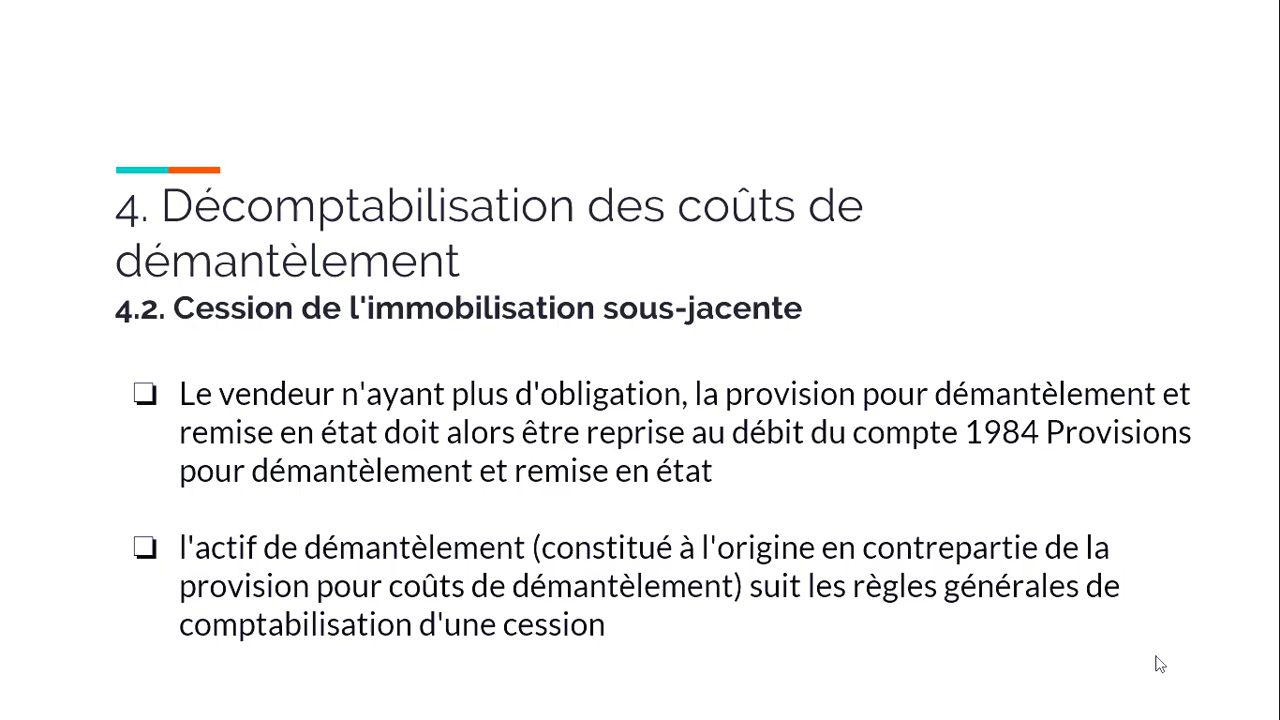 4. Décomptabilisation des coûts de
démantèlement
4.2. Cession de l'immobilisation sous-jacente
❏ Le vendeur n'ayant plus d'obligation, la provision pour démantèlement et
remise en état doit alors être reprise au débit du compte 1984 Provisions
pour démantèlement et remise en état
❏ l'actif de démantèlement (constitué à l'origine en contrepartie de la
provision pour coûts de démantèlement) suit les règles générales de
comptabilisation d'une cession